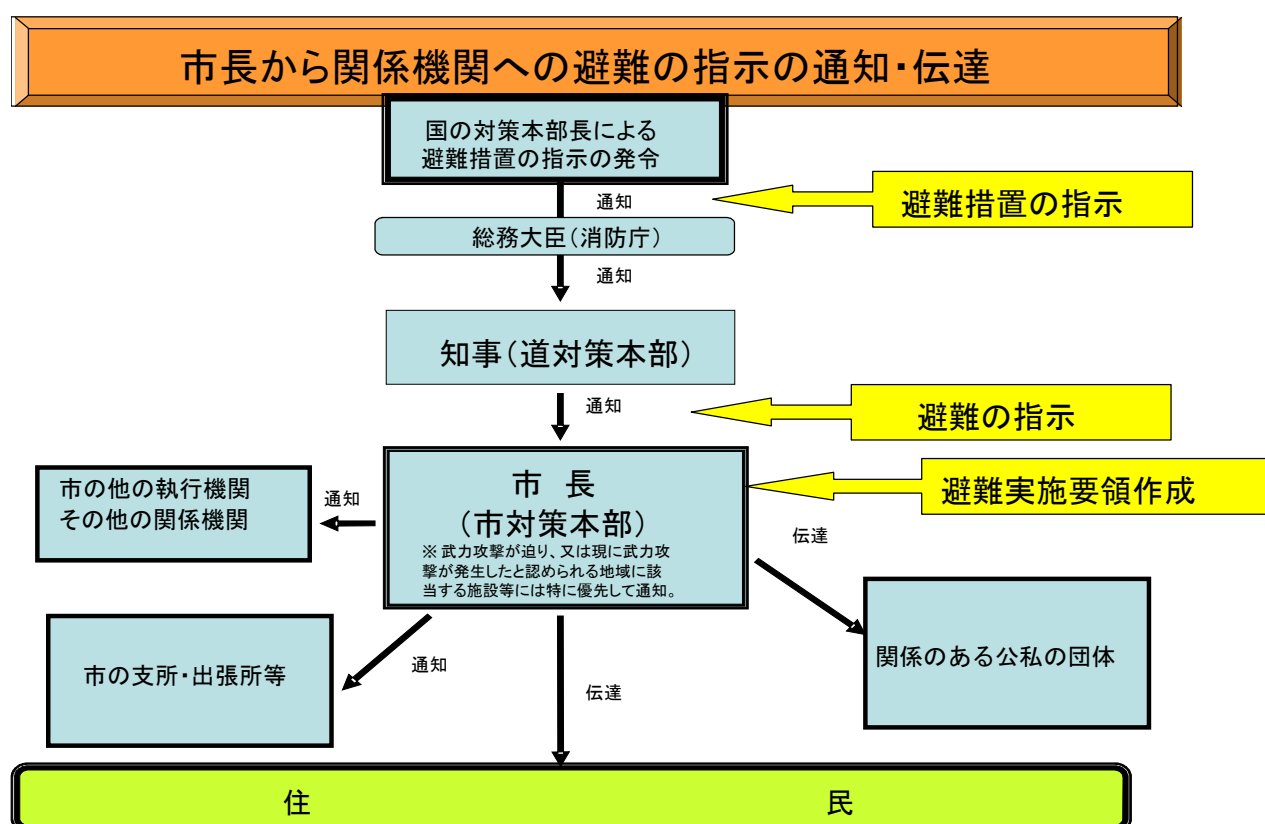 市長から関係機関への避難の指示の通知・伝達
国の対策本部長による
避難措置の指示の発令
通知
避難措置の指示
総務大臣(消防庁)
通知
知事(道対策本部)
通知
避難の指示
市 長
(市対策本部)
※ 武力攻撃が迫り、又は現に武力攻
撃が発生したと認められる地域に該
当する施設等には特に優先して通知。
避難実施要領作成
市の他の執行機関
その他の関係機関
通知
伝達
関係のある公私の団体
市の支所・出張所等
通知
伝達
住 民